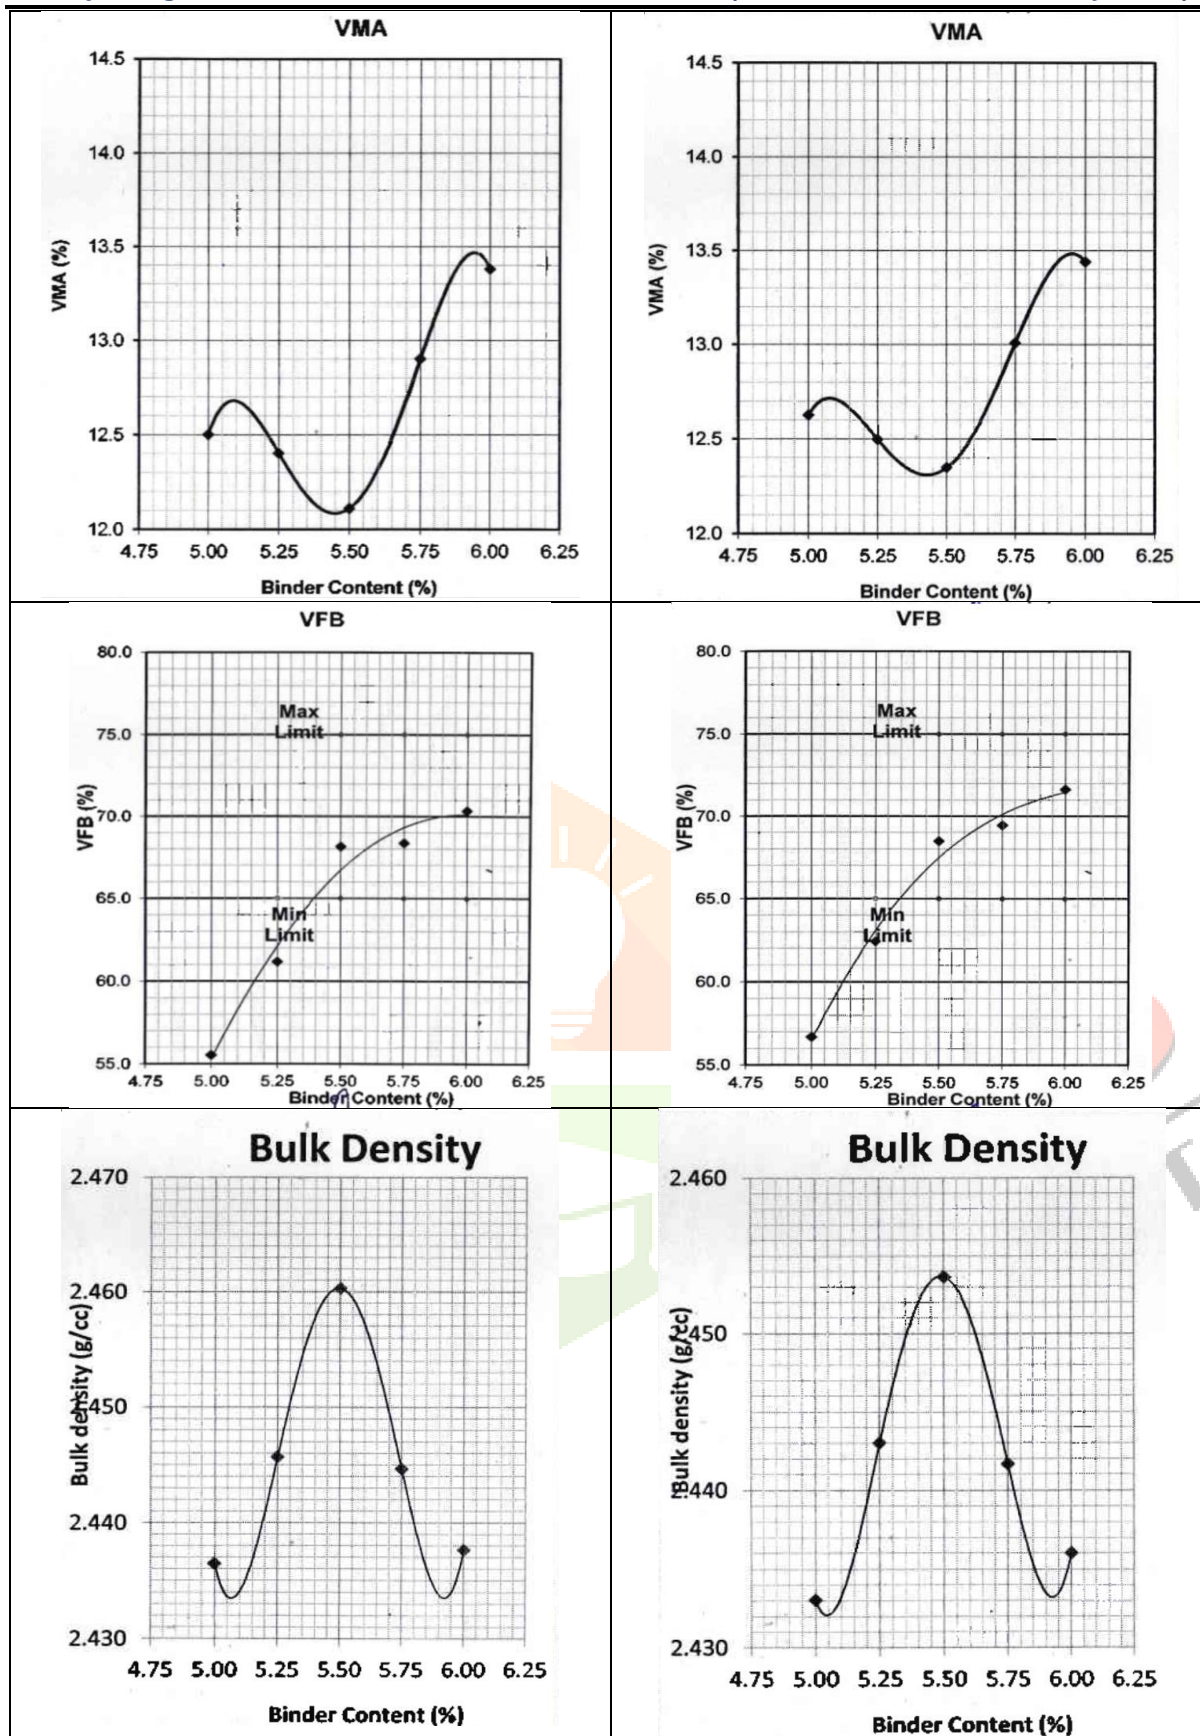 VMA
14.5
14.0
13.5
13.0
12.5
12.0
VMA (%)
4.75 5.00 5.25 5.50 5.75 6.00 6.25
Binder Content (%)
VMA
14.5
14.0
13.5
13.0
12.5
12.0
VMA (%)
4.75 5.00 5.25 5.50 5.75 6.00 6.25
Binder Content (%)
VFB
80.0
75.0
70.0
65.0
60.0
55.0
VFB (%)
Max
Limit
Min
Limit
4.75 5.00 5.25 5.50 5.75 6.00 6.25
Binder Content (%)
VFB
80.0
75.0
70.0
65.0
60.0
55.0
VFB (%)
Max
Limit
Min
Limit
4.75 5.00 5.25 5.50 5.75 6.00 6.25
Binder Content (%)
Bulk Density
2.470
2.460
2.450
2.440
2.430
Bulk density (g/cc)
4.75 5.00 5.25 5.50 5.75 6.00 6.25
Binder Content (%)
Bulk Density
2.460
2.450
2.440
2.430
Bulk density (g/cc)
4.75 5.00 5.25 5.50 5.75 6.00 6.25
Binder Content (%)